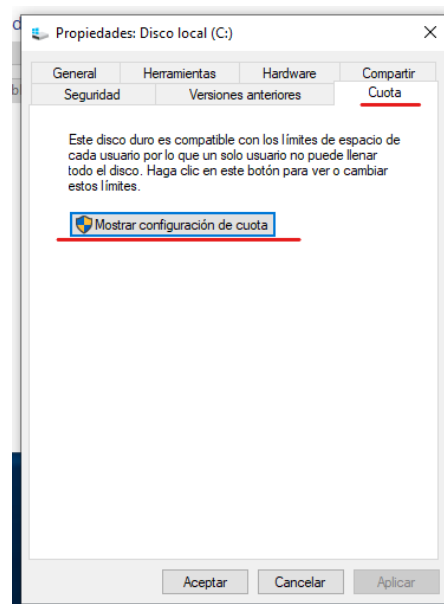 Propiedades: Disco local (C:)
General Herramientas Hardware Compartir
Seguridad Versiones anteriores Cuota
Este disco duro es compatible con los límites de espacio de
cada usuario por lo que un solo usuario no puede llenar
todo el disco. Haga clic en este botón para ver o cambiar
estos límites.
Mostrar configuración de cuota
Aceptar Cancelar Aplicar